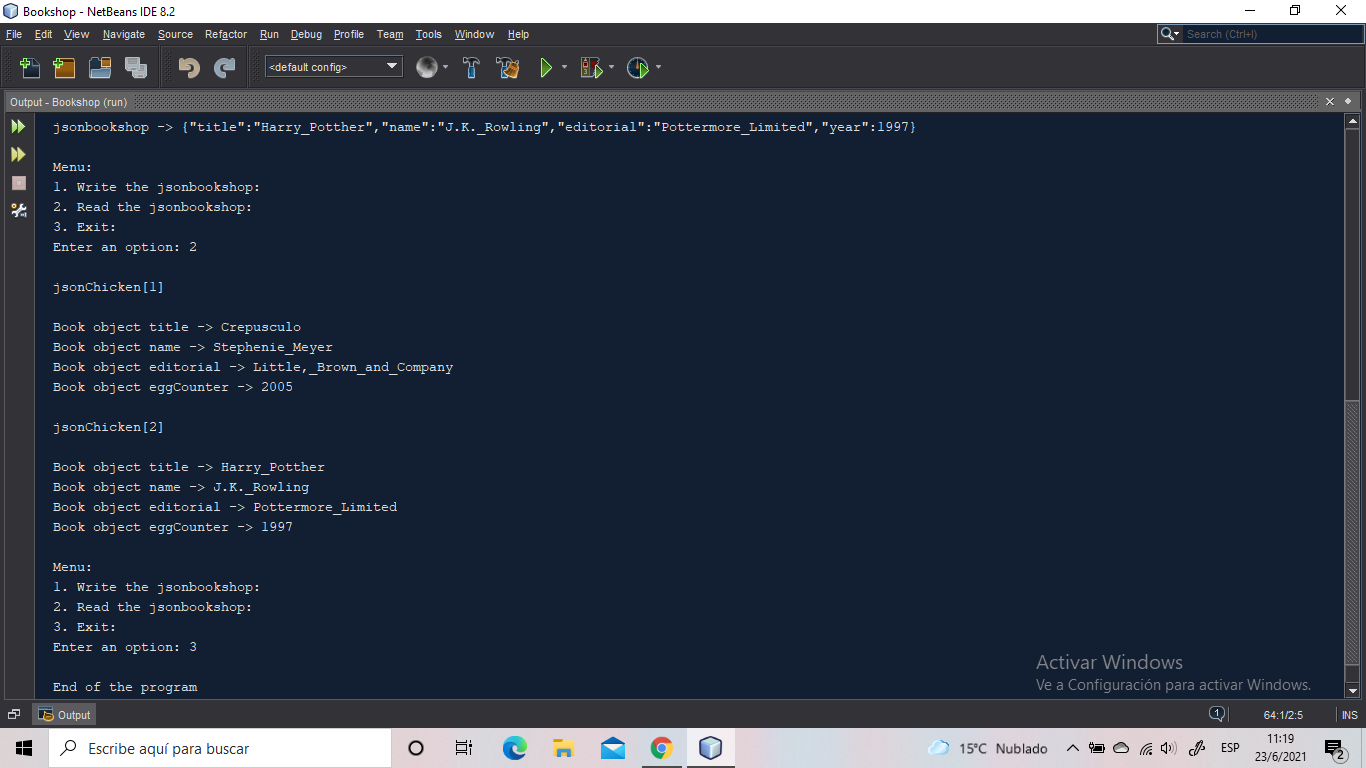 Bookshop - NetBeans IDE 8.2
File Edit View Navigate Source Refactor Run Debug Profile Team Tools Window Help
Search (Ctrl+I)
<default config>
Output - Bookshop (run)
jsonbookshop -> {"title":"Harry_Potther","name":"J.K._Rowling","editorial":"Pottermore_Limited","year":1997}
Menu:
1. Write the jsonbookshop:
2. Read the jsonbookshop:
3. Exit:
Enter an option: 2
jsonChicken[1]
Book object title -> Crepusculo
Book object name -> Stephenie_Meyer
Book object editorial -> Little,_Brown_and_Company
Book object eggCounter -> 2005
jsonChicken[2]
Book object title -> Harry_Potther
Book object name -> J.K._Rowling
Book object editorial -> Pottermore_Limited
Book object eggCounter -> 1997
Menu:
1. Write the jsonbookshop:
2. Read the jsonbookshop:
3. Exit:
Enter an option: 3
End of the program
Activar Windows
Ve a Configuración para activar Windows.
Output
1
64:1/2:5
INS
Escribe aquí para buscar
15°C Nublado
ESP
11:19
23/6/2021
2